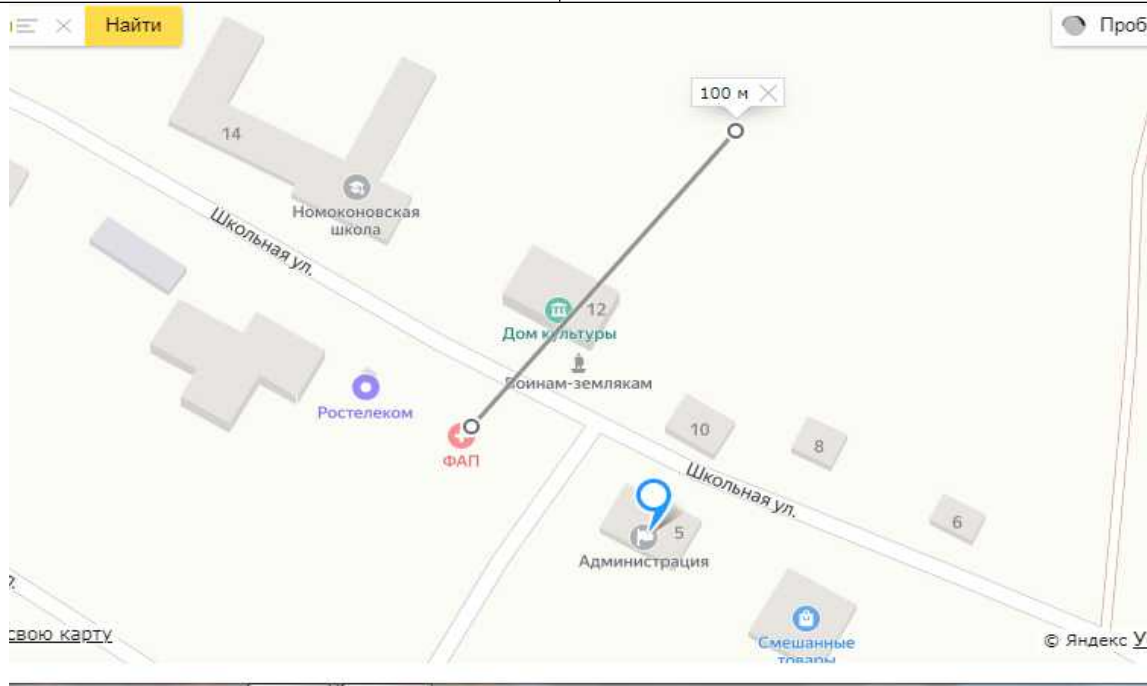 Найти
Проб
100 м
14
Номоконовская
школа
Школьная ул.
12
Дом культуры
Воинам-землякам
Ростелеком
ФАП
10
8
Школьная ул.
6
5
Администрация
Смешанные
товары
свою карту
© Яндекс У